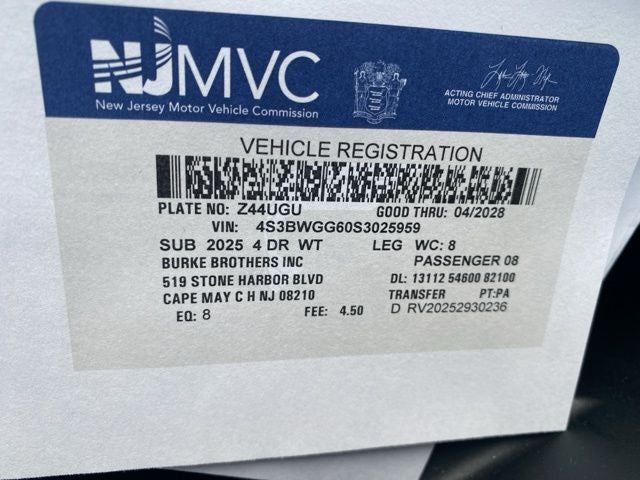 NJMVC
New Jersey Motor Vehicle Commission
ACTING CHIEF ADMINISTRATOR
MOTOR VEHICLE COMMISSION
VEHICLE REGISTRATION
PLATE NO: Z44UGU GOOD THRU: 04/2028
VIN: 4S3BWGG60S3025959
SUB 2025 4 DR WT LEG WC: 8
BURKE BROTHERS INC PASSENGER 08
519 STONE HARBOR BLVD DL: 13112 54600 82100
CAPE MAY C H NJ 08210 TRANSFER PT:PA
EQ: 8 FEE: 4.50 D RV20252930236